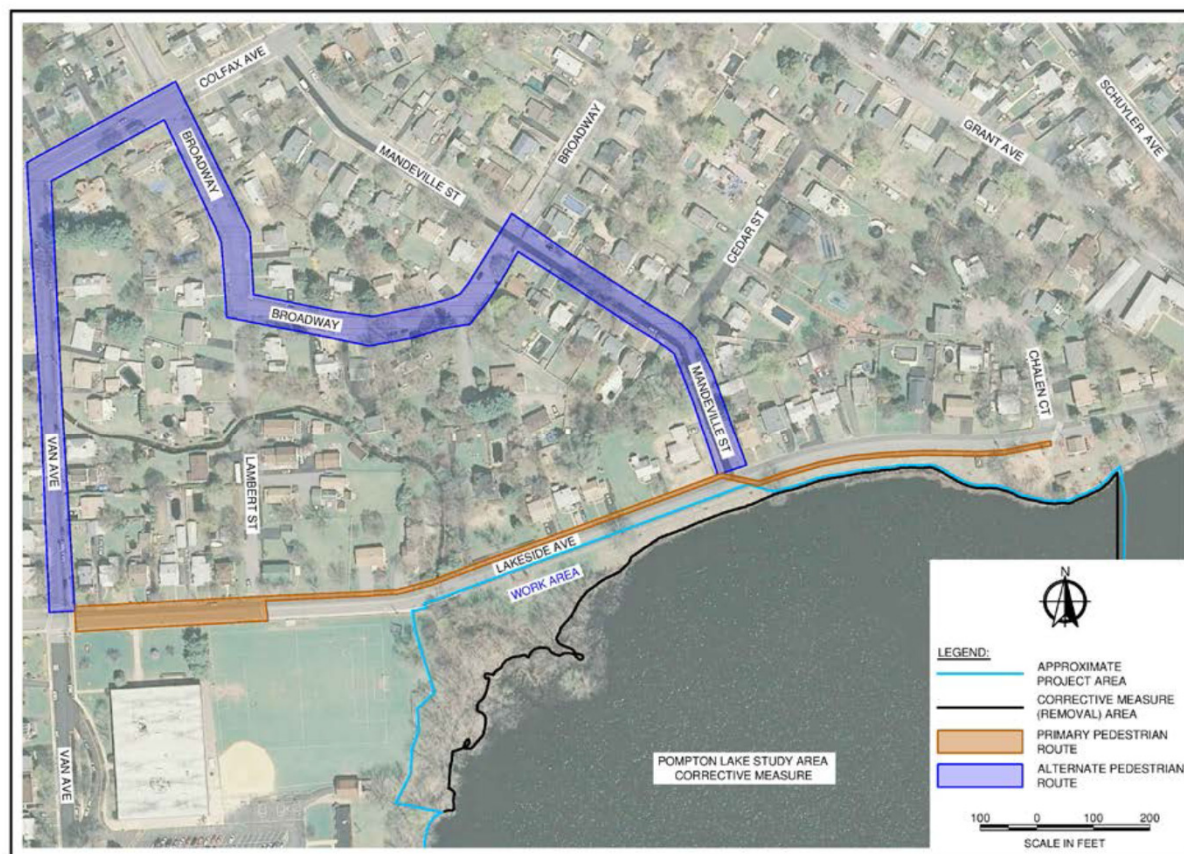 COLFAX AVE
BROADWAY
MANDEVILLE ST
BROADWAY
GRANT AVE
SCHUYLER AVE
CEDAR ST
BROADWAY
MANDEVILLE ST
CHALEN CT
VAN AVE
LAMBERT ST
LAKESIDE AVE
WORK AREA
VAN AVE
POMPTON LAKE STUDY AREA
CORRECTIVE MEASURE
N
LEGEND:
APPROXIMATE
PROJECT AREA
CORRECTIVE MEASURE
(REMOVAL) AREA
PRIMARY PEDESTRIAN
ROUTE
ALTERNATE PEDESTRIAN
ROUTE
100 0 100 200
SCALE IN FEET